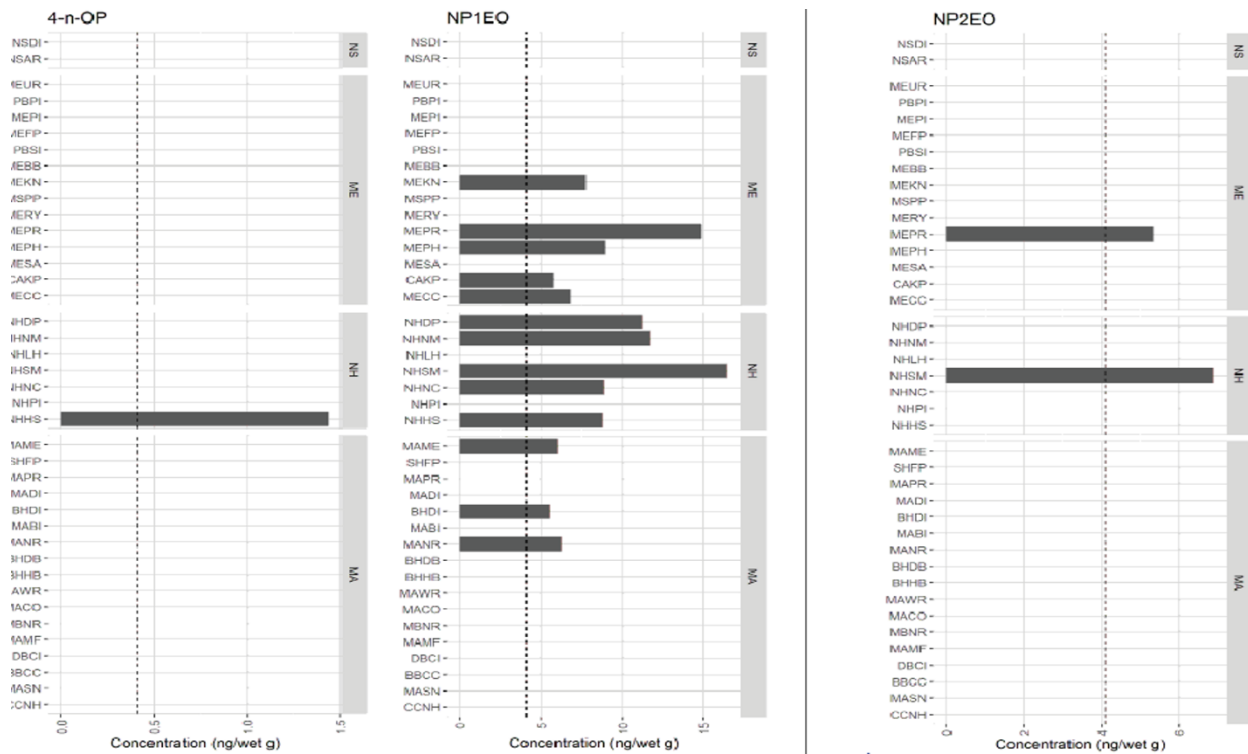 4-n-OP
NSDI
NSAR
NS
MEUR
PBPI
MEPI
MEFP
PBSI
MEBB
MEKN
MSPP
MERY
MEPR
MEPH
MESA
CAKP
MECC
ME
NHDP
NHNM
NHLH
NHSM
NHNC
NHPI
NHHS
NH
MAME
SHFP
MAPR
MADI
BHDI
MABI
MANR
BHDB
BHHB
MAWR
MACO
MBNR
MAMF
DBCI
BBCC
MASN
CCNH
MA
0.0 0.5 1.0 1.5
Concentration (ng/wet g)
NP1EO
NSDI
NSAR
NS
MEUR
PBPI
MEPI
MEFP
PBSI
MEBB
MEKN
MSPP
MERY
MEPR
MEPH
MESA
CAKP
MECC
ME
NHDP
NHNM
NHLH
NHSM
NHNC
NHPI
NHHS
NH
MAME
SHFP
MAPR
MADI
BHDI
MABI
MANR
BHDB
BHHB
MAWR
MACO
MBNR
MAMF
DBCI
BBCC
MASN
CCNH
MA
0 5 10 15
Concentration (ng/wet g)
NP2EO
NSDI
NSAR
NS
MEUR
PBPI
MEPI
MEFP
PBSI
MEBB
MEKN
MSPP
MERY
MEPR
MEPH
MESA
CAKP
MECC
ME
NHDP
NHNM
NHLH
NHSM
NHNC
NHPI
NHHS
NH
MAME
SHFP
MAPR
MADI
BHDI
MABI
MANR
BHDB
BHHB
MAWR
MACO
MBNR
MAMF
DBCI
BBCC
MASN
CCNH
MA
0 2 4 6
Concentration (ng/wet g)